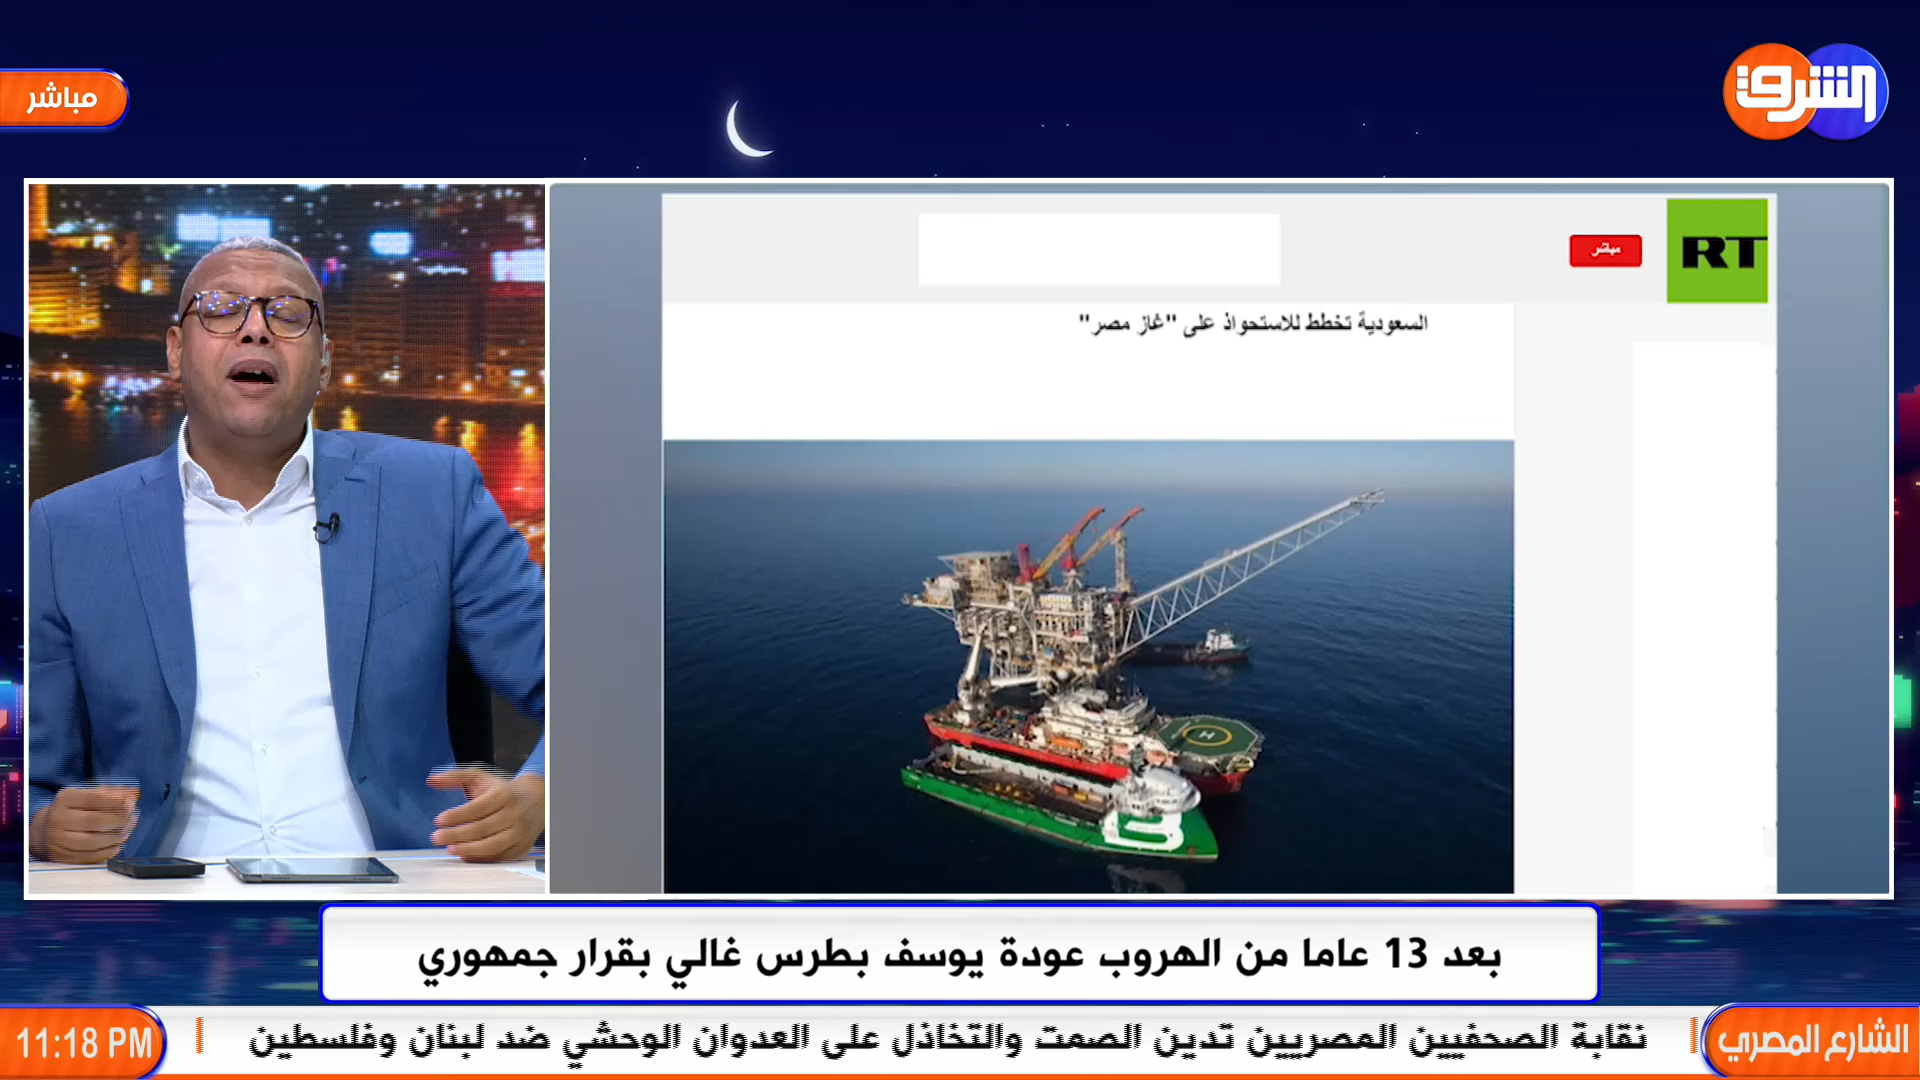 مباشر
الشرق
مباشر
RT
السعودية تخطط للاستحواذ على "غاز مصر"
H
بعد 13 عاما من الهروب عودة يوسف بطرس غالي بقرار جمهوري
11:18 PM
نقابة الصحفيين المصريين تدين الصمت والتخاذل على العدوان الوحشي ضد لبنان وفلسطين
الشارع المصري